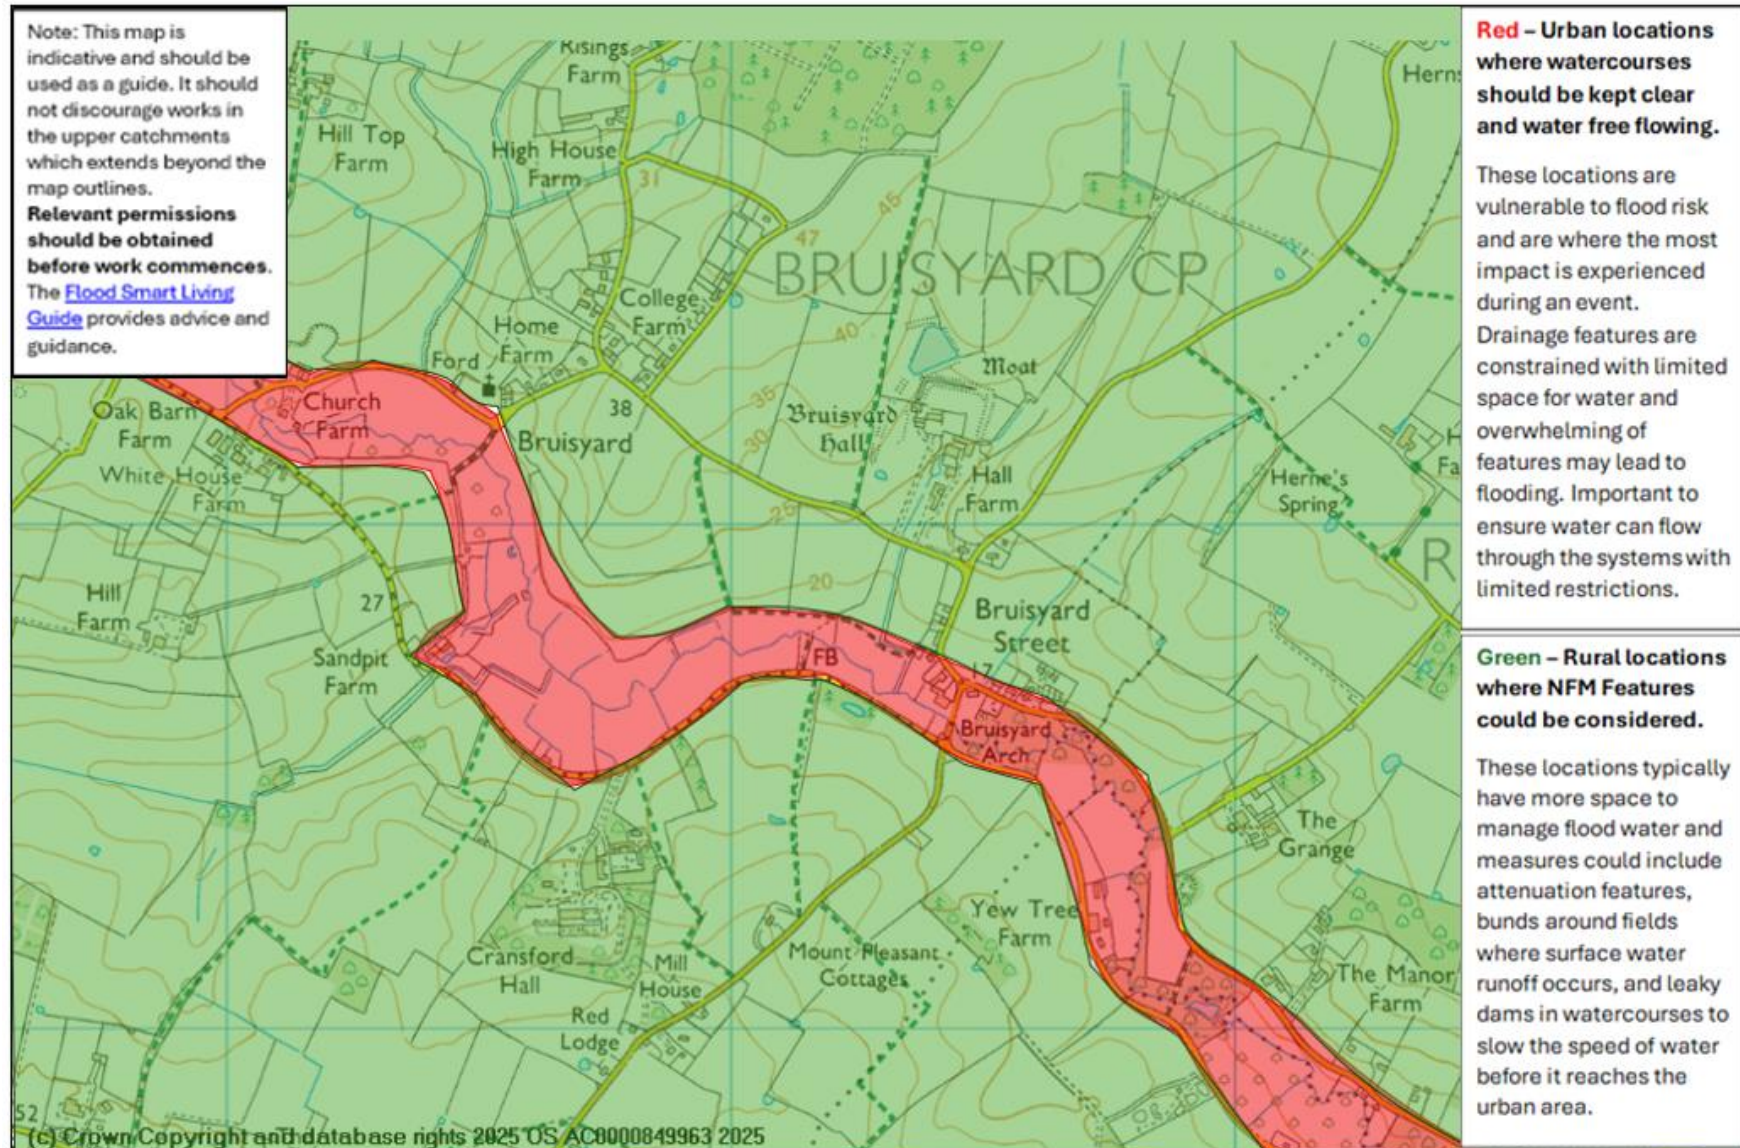 Note: This map is
indicative and should be
used as a guide. It should
not discourage works in
the upper catchments
which extends beyond the
map outlines.
Relevant permissions
should be obtained
before work commences.
The Flood Smart Living
Guide provides advice and
guidance.
Risings
Farm
Hill Top
Farm
High House
Farm
31
45
47
BRUISYARD CP
College
Farm
Home
Farm
Ford
40
Moat
Church
Farm
Oak Barn
Farm
38
35
30
Bruisyard
Hall
Bruisyard
White House
Farm
Hall
Farm
Herne's
Spring
Fa
25
R
20
Hill
Farm
27
Bruisyard
Street
Sandpit
Farm
FB
17
Bruisyard
Arch
The
Grange
Yew Tree
Farm
Cransford
Hall
Mill
House
Mount Pleasant
Cottages
The Manor
Farm
Red
Lodge
52
(c) Crown Copyright and database rights 2025 OS AC0000849963 2025
Red – Urban locations
where watercourses
should be kept clear
and water free flowing.
These locations are
vulnerable to flood risk
and are where the most
impact is experienced
during an event.
Drainage features are
constrained with limited
space for water and
overwhelming of
features may lead to
flooding. Important to
ensure water can flow
through the systems with
limited restrictions.
Green – Rural locations
where NFM Features
could be considered.
These locations typically
have more space to
manage flood water and
measures could include
attenuation features,
bunds around fields
where surface water
runoff occurs, and leaky
dams in watercourses to
slow the speed of water
before it reaches the
urban area.